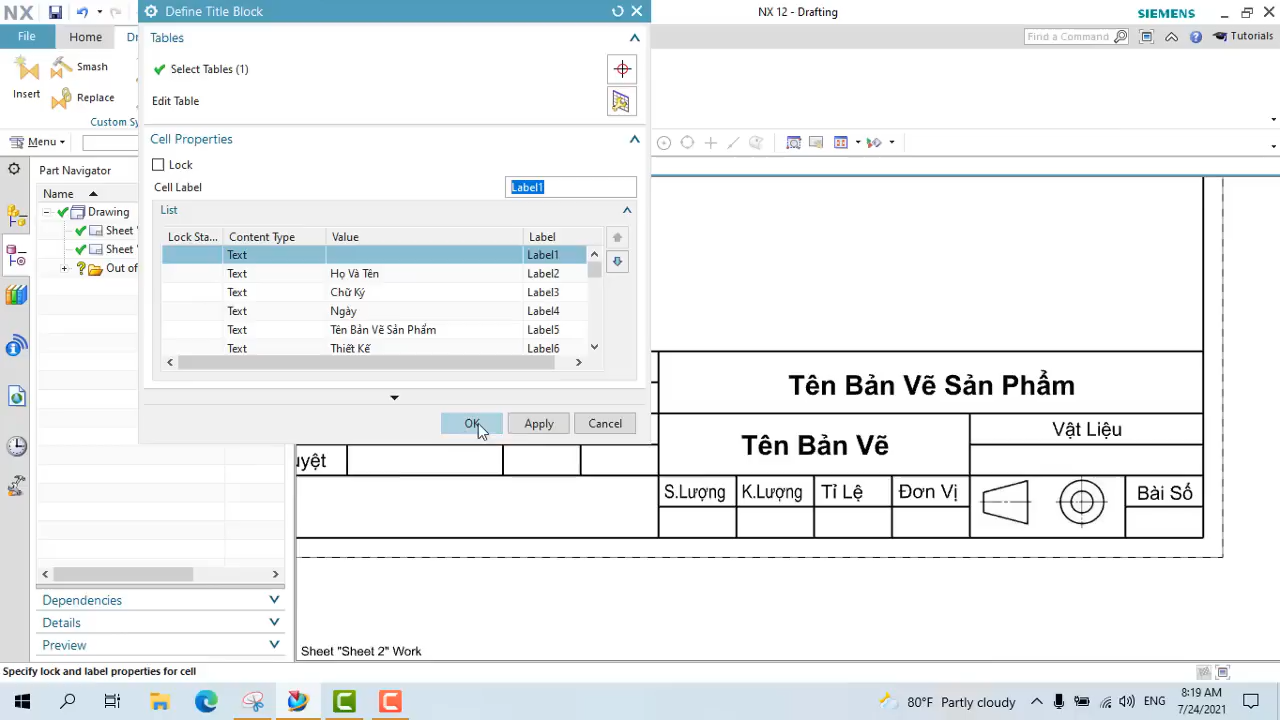 NX
Define Title Block
NX 12 - Drafting
SIEMENS
File
Home
Tables
Find a Command
Tutorials
Smash
Select Tables (1)
Insert
Replace
Edit Table
Custom Sy
Cell Properties
Menu
Lock
Part Navigator
Cell Label
Label1
Name
List
Drawing
Lock Sta...
Content Type
Value
Label
Sheet
Text
Label1
Sheet
Text
Họ Và Tên
Label2
Out of
Text
Chữ Ký
Label3
Text
Ngày
Label4
Text
Tên Bản Vẽ Sản Phẩm
Label5
Text
Thiết Kế
Label6
OK
Apply
Cancel
Tên Bản Vẽ Sản Phẩm
Tên Bản Vẽ
Vật Liệu
uyệt
S.Lượng
K.Lượng
Tỉ Lệ
Đơn Vị
Bài Số
Dependencies
Details
Preview
Sheet "Sheet 2" Work
Specify lock and label properties for cell
80°F Partly cloudy
ENG
8:19 AM
7/24/2021